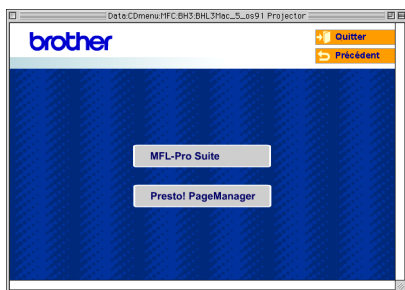 Data:CDmenu:MFC:BH3:BHL3Mac_5_os91 Projector
brother
Quitter
Précédent
MFL-Pro Suite
Presto! PageManager